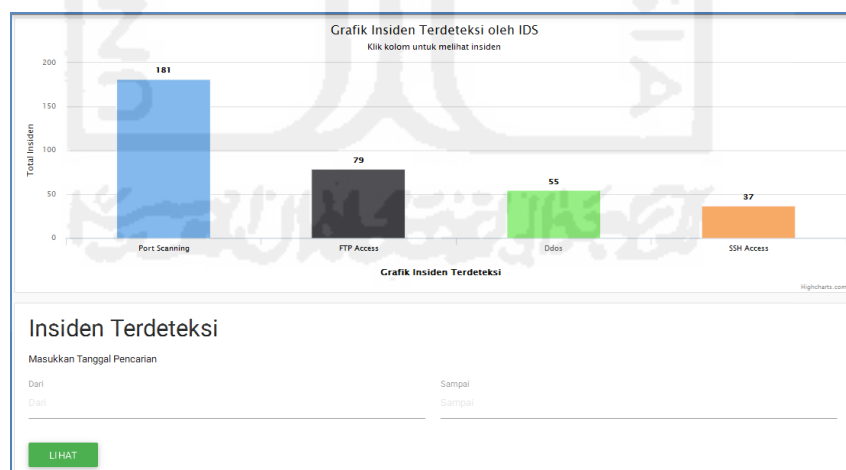 Grafik Insiden Terdeteksi oleh IDS
Klik kolom untuk melihat insiden
Total Insiden
200
150
100
50
0
181
79
55
37
Port Scanning
FTP Access
Ddos
SSH Access
Grafik Insiden Terdeteksi
Highcharts.com
Insiden Terdeteksi
Masukkan Tanggal Pencarian
Dari
Sampai
Dari
Sampai
LIHAT